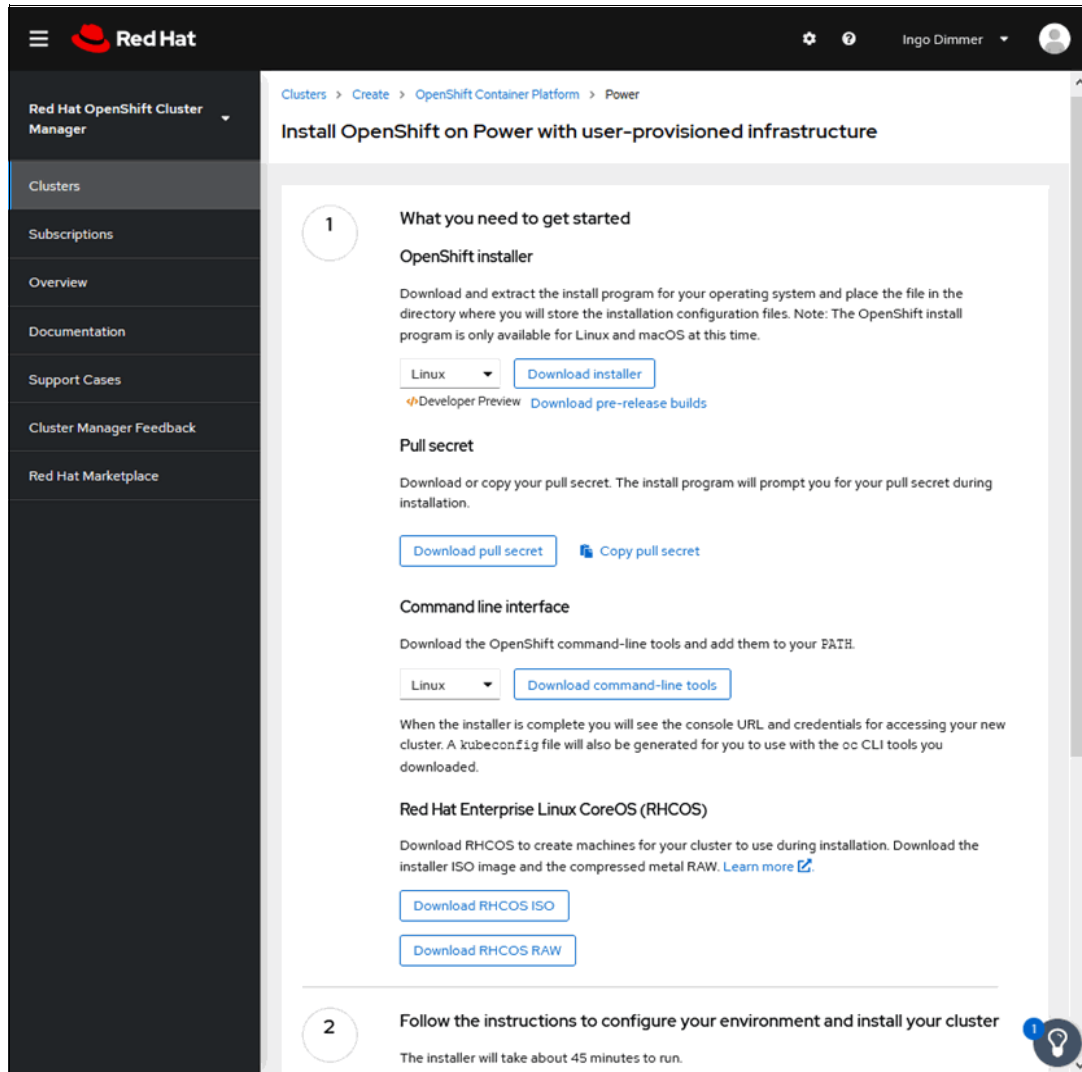 Red Hat
Ingo Dimmer
Red Hat OpenShift Cluster
Manager
Clusters
Subscriptions
Overview
Documentation
Support Cases
Cluster Manager Feedback
Red Hat Marketplace
Clusters > Create > OpenShift Container Platform > Power
Install OpenShift on Power with user-provisioned infrastructure
1
What you need to get started
OpenShift installer
Download and extract the install program for your operating system and place the file in the
directory where you will store the installation configuration files. Note: The OpenShift install
program is only available for Linux and macOS at this time.
Linux Download installer
</>Developer Preview Download pre-release builds
Pull secret
Download or copy your pull secret. The install program will prompt you for your pull secret during
installation.
Download pull secret Copy pull secret
Command line interface
Download the OpenShift command-line tools and add them to your PATH.
Linux Download command-line tools
When the installer is complete you will see the console URL and credentials for accessing your new
cluster. A kubeconfig file will also be generated for you to use with the oc CLI tools you
downloaded.
Red Hat Enterprise Linux CoreOS (RHCOS)
Download RHCOS to create machines for your cluster to use during installation. Download the
installer ISO image and the compressed metal RAW. Learn more.
Download RHCOS ISO
Download RHCOS RAW
2
Follow the instructions to configure your environment and install your cluster
The installer will take about 45 minutes to run.
1